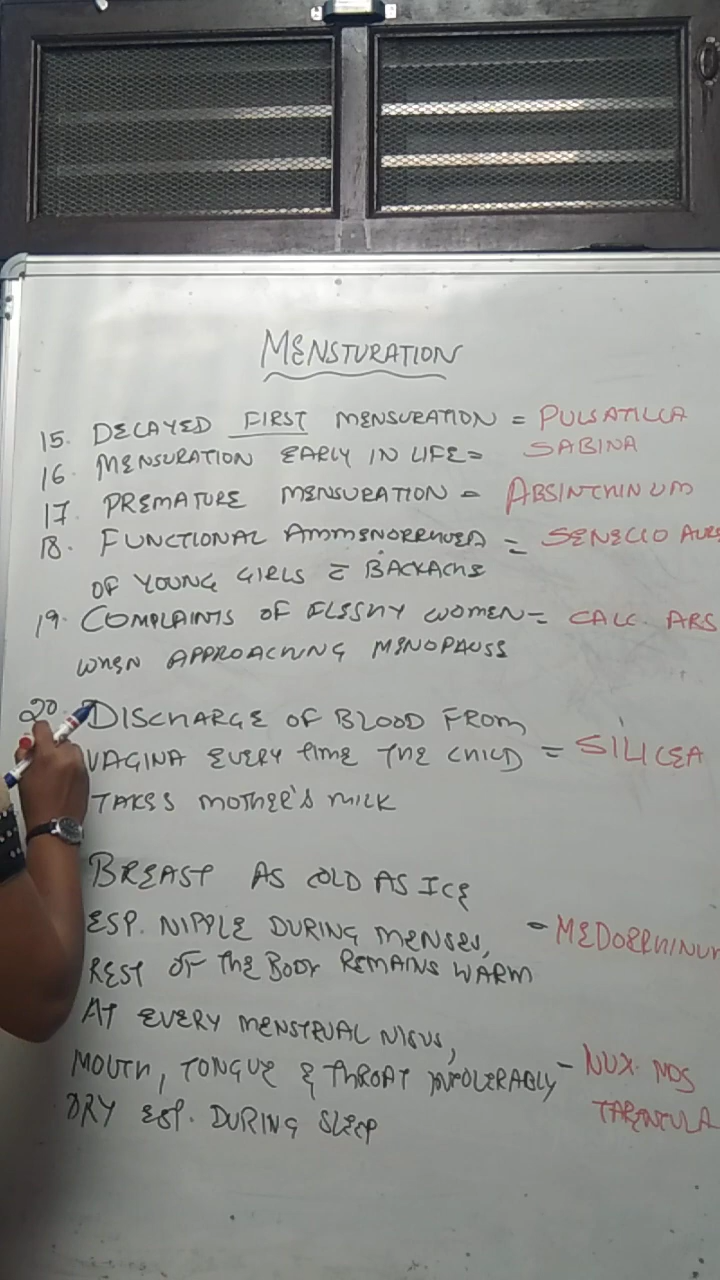 MENSTURATION
15. DELAYED FIRST MENSURATION = PULSATILLA
16. MENSURATION EARLY IN LIFE = SABINA
17. PREMATURE MENSURATION = ABSINTHINUM
18. FUNCTIONAL AMMENORRHOEA = SENECIO AURE
OF YOUNG GIRLS c̄ BACKACHE
19. COMPLAINTS OF FLESHY WOMEN = CALC. ARS
WHEN APPROACHING MENOPAUSE
20. DISCHARGE OF BLOOD FROM
VAGINA EVERY TIME THE CHILD = SILICEA
TAKES MOTHER'S MILK
BREAST AS COLD AS ICE
ESP. NIPPLE DURING MENSES, - MEDORRHINUM
REST OF THE BODY REMAINS WARM
AT EVERY MENSTRUAL NISUS,
MOUTH, TONGUE & THROAT INTOLERABLY - NUX. MOS
DRY ESP. DURING SLEEP TARENTULA